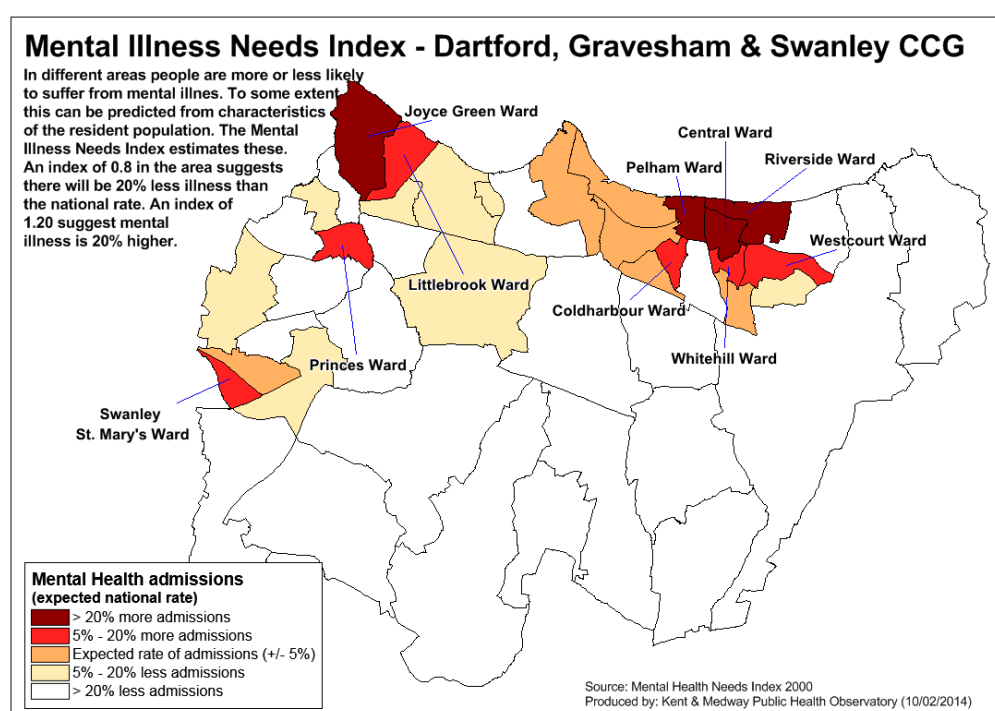 Mental Illness Needs Index - Dartford, Gravesham & Swanley CCG
In different areas people are more or less likely
to suffer from mental illnes. To some extent
this can be predicted from characteristics
of the resident population. The Mental
Illness Needs Index estimates these.
An index of 0.8 in the area suggests
there will be 20% less illness than
the national rate. An index of
1.20 suggest mental
illness is 20% higher.
Joyce Green Ward
Central Ward
Pelham Ward
Riverside Ward
Westcourt Ward
Littlebrook Ward
Coldharbour Ward
Whitehill Ward
Princes Ward
Swanley
St. Mary's Ward
Mental Health admissions
(expected national rate)
> 20% more admissions
5% - 20% more admissions
Expected rate of admissions (+/- 5%)
5% - 20% less admissions
> 20% less admissions
Source: Mental Health Needs Index 2000
Produced by: Kent & Medway Public Health Observatory (10/02/2014)